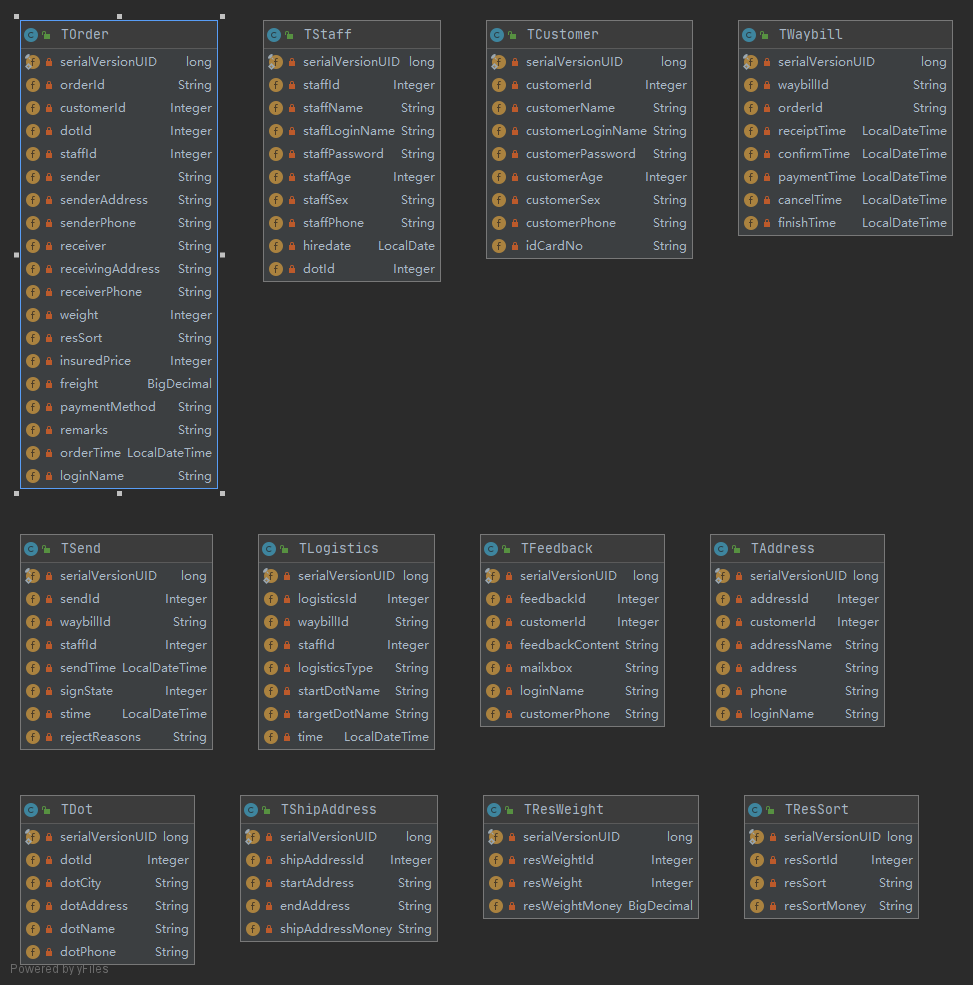 TOrder
serialVersionUID long
orderId String
customerId Integer
dotId Integer
staffId Integer
sender String
senderAddress String
senderPhone String
receiver String
receivingAddress String
receiverPhone String
weight Integer
resSort String
insuredPrice Integer
freight BigDecimal
paymentMethod String
remarks String
orderTime LocalDateTime
loginName String
TStaff
serialVersionUID long
staffId Integer
staffName String
staffLoginName String
staffPassword String
staffAge Integer
staffSex String
staffPhone String
hiredate LocalDate
dotId Integer
TCustomer
serialVersionUID long
customerId Integer
customerName String
customerLoginName String
customerPassword String
customerAge Integer
customerSex String
customerPhone String
idCardNo String
TWaybill
serialVersionUID long
waybillId String
orderId String
receiptTime LocalDateTime
confirmTime LocalDateTime
paymentTime LocalDateTime
cancelTime LocalDateTime
finishTime LocalDateTime
TSend
serialVersionUID long
sendId Integer
waybillId String
staffId Integer
sendTime LocalDateTime
signState Integer
stime LocalDateTime
rejectReasons String
TLogistics
serialVersionUID long
logisticsId Integer
waybillId String
staffId Integer
logisticsType String
startDotName String
targetDotName String
time LocalDateTime
TFeedback
serialVersionUID long
feedbackId Integer
customerId Integer
feedbackContent String
mailxbox String
loginName String
customerPhone String
TAddress
serialVersionUID long
addressId Integer
customerId Integer
addressName String
address String
phone String
loginName String
TDot
serialVersionUID long
dotId Integer
dotCity String
dotAddress String
dotName String
dotPhone String
TShipAddress
serialVersionUID long
shipAddressId Integer
startAddress String
endAddress String
shipAddressMoney String
TResWeight
serialVersionUID long
resWeightId Integer
resWeight Integer
resWeightMoney BigDecimal
TResSort
serialVersionUID long
resSortId Integer
resSort String
resSortMoney String
Powered by yFiles